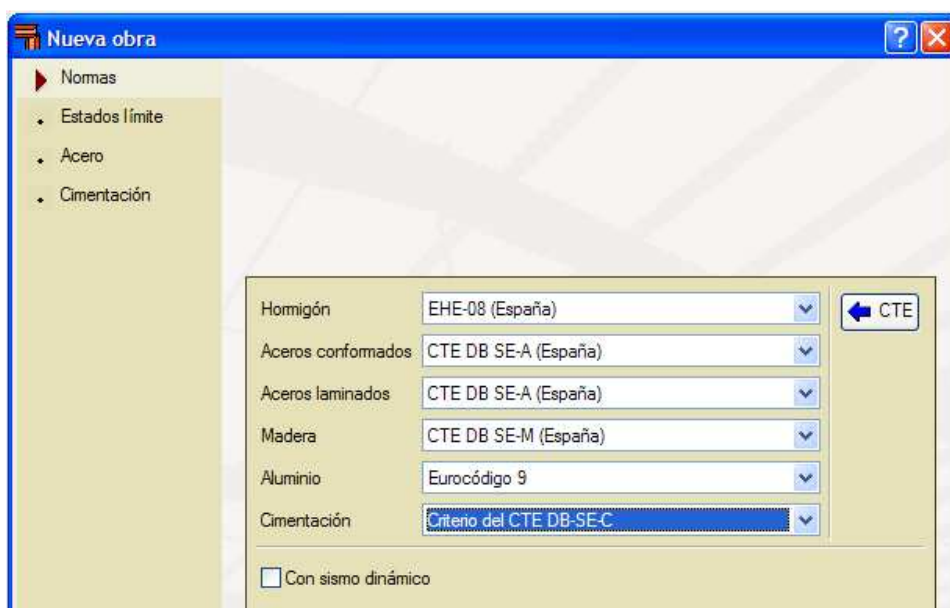 Nueva obra
Normas
Estados límite
Acero
Cimentación
Hormigón EHE-08 (España)
CTE
Aceros conformados CTE DB SE-A (España)
Aceros laminados CTE DB SE-A (España)
Madera CTE DB SE-M (España)
Aluminio Eurocódigo 9
Cimentación Criterio del CTE DB-SE-C
Con sismo dinámico